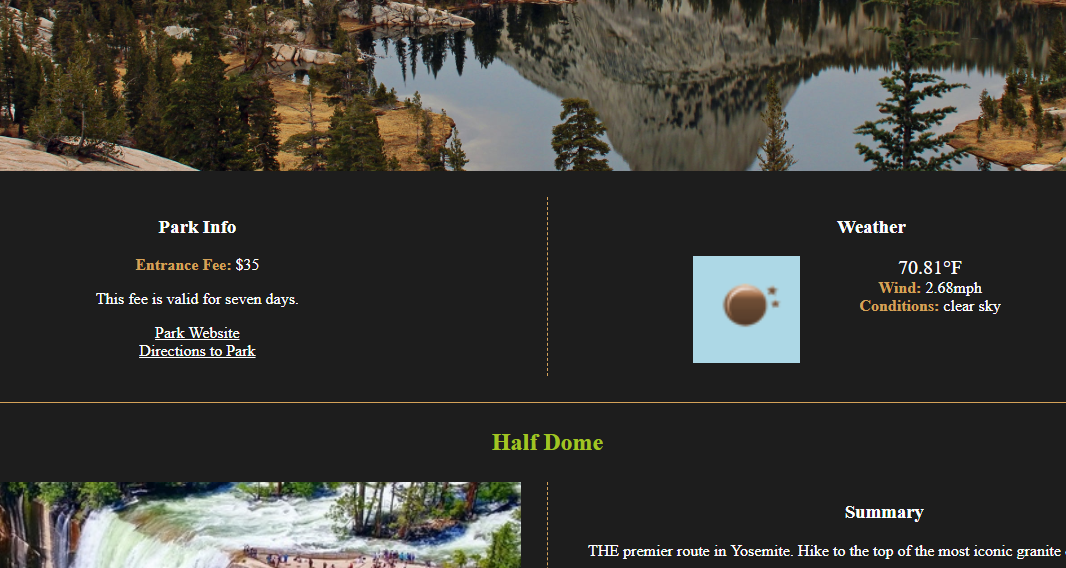 Park Info
Entrance Fee: $35
This fee is valid for seven days.
Park Website
Directions to Park
Weather
70.81°F
Wind: 2.68mph
Conditions: clear sky
Half Dome
Summary
THE premier route in Yosemite. Hike to the top of the most iconic granite